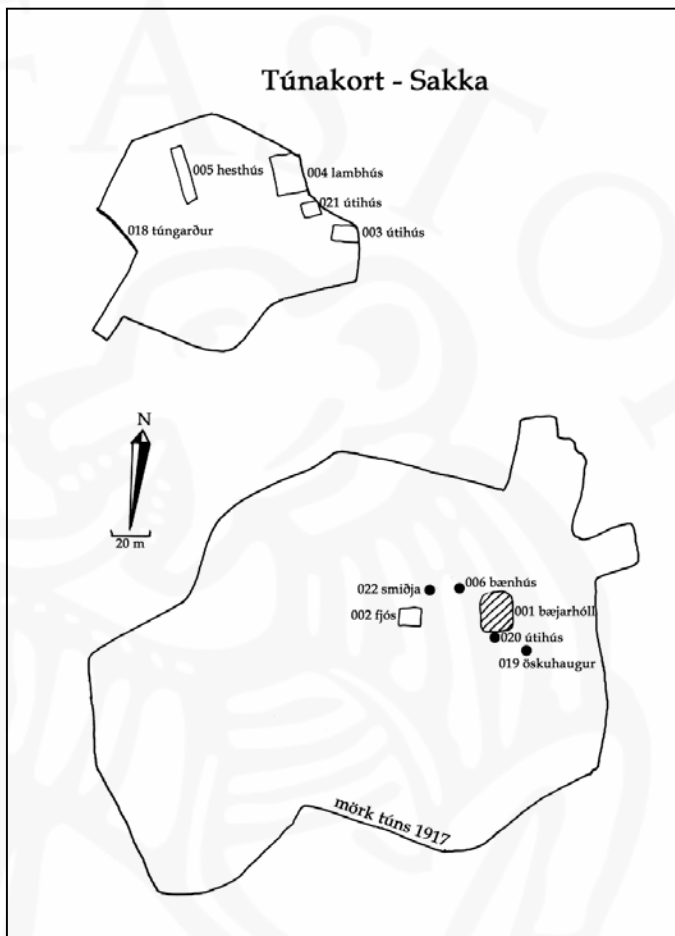 Túnakort - Sakka
005 hesthús
004 lambhús
021 útihús
018 túngarður
003 útihús
N
20 m
022 smiðja
006 bænhús
002 fjós
001 bæjarhóll
020 útihús
019 öskuhaugur
mörk túns 1917